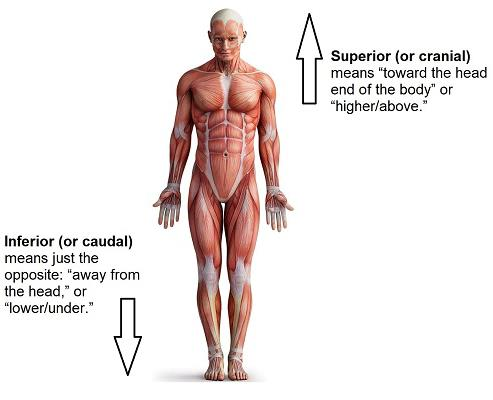 Superior (or cranial)
means “toward the head
end of the body” or
“higher/above.”
Inferior (or caudal)
means just the
opposite: “away from
the head,” or
“lower/under.”